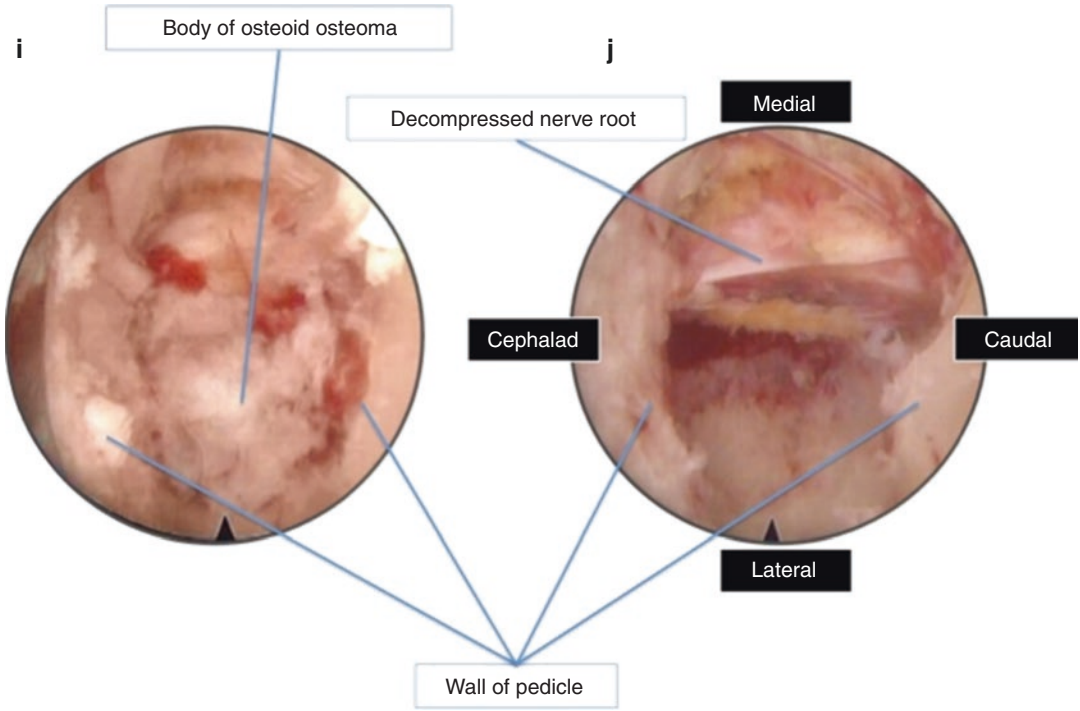 Body of osteoid osteoma
i
j
Medial
Decompressed nerve root
Cephalad
Caudal
Lateral
Wall of pedicle